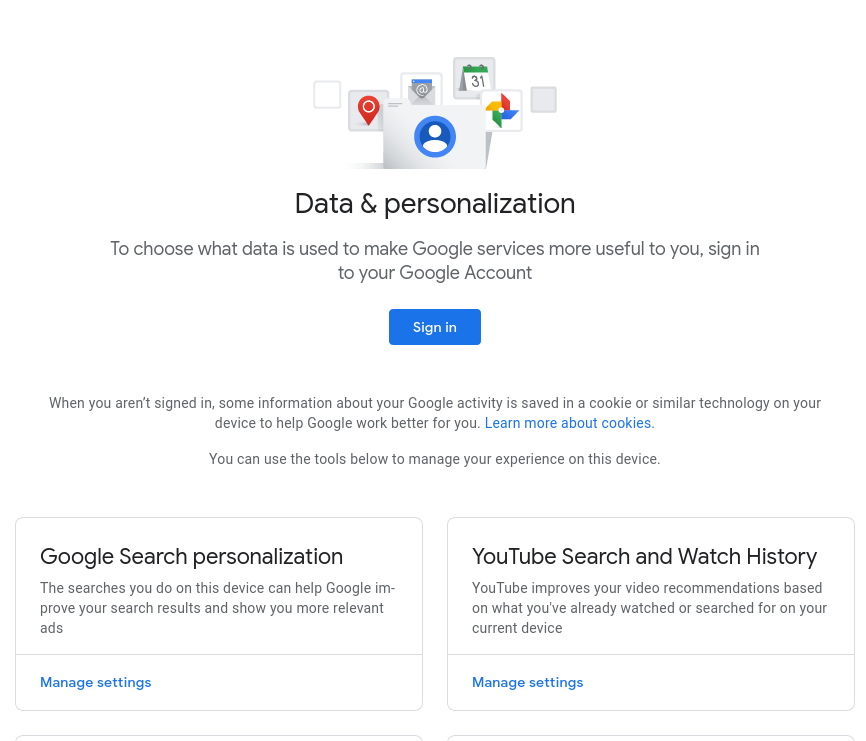 31
@
Data & personalization
To choose what data is used to make Google services more useful to you, sign in
to your Google Account
Sign in
When you aren’t signed in, some information about your Google activity is saved in a cookie or similar technology on your
device to help Google work better for you. Learn more about cookies.
You can use the tools below to manage your experience on this device.
Google Search personalization
The searches you do on this device can help Google im-
prove your search results and show you more relevant
ads
Manage settings
YouTube Search and Watch History
YouTube improves your video recommendations based
on what you've already watched or searched for on your
current device
Manage settings